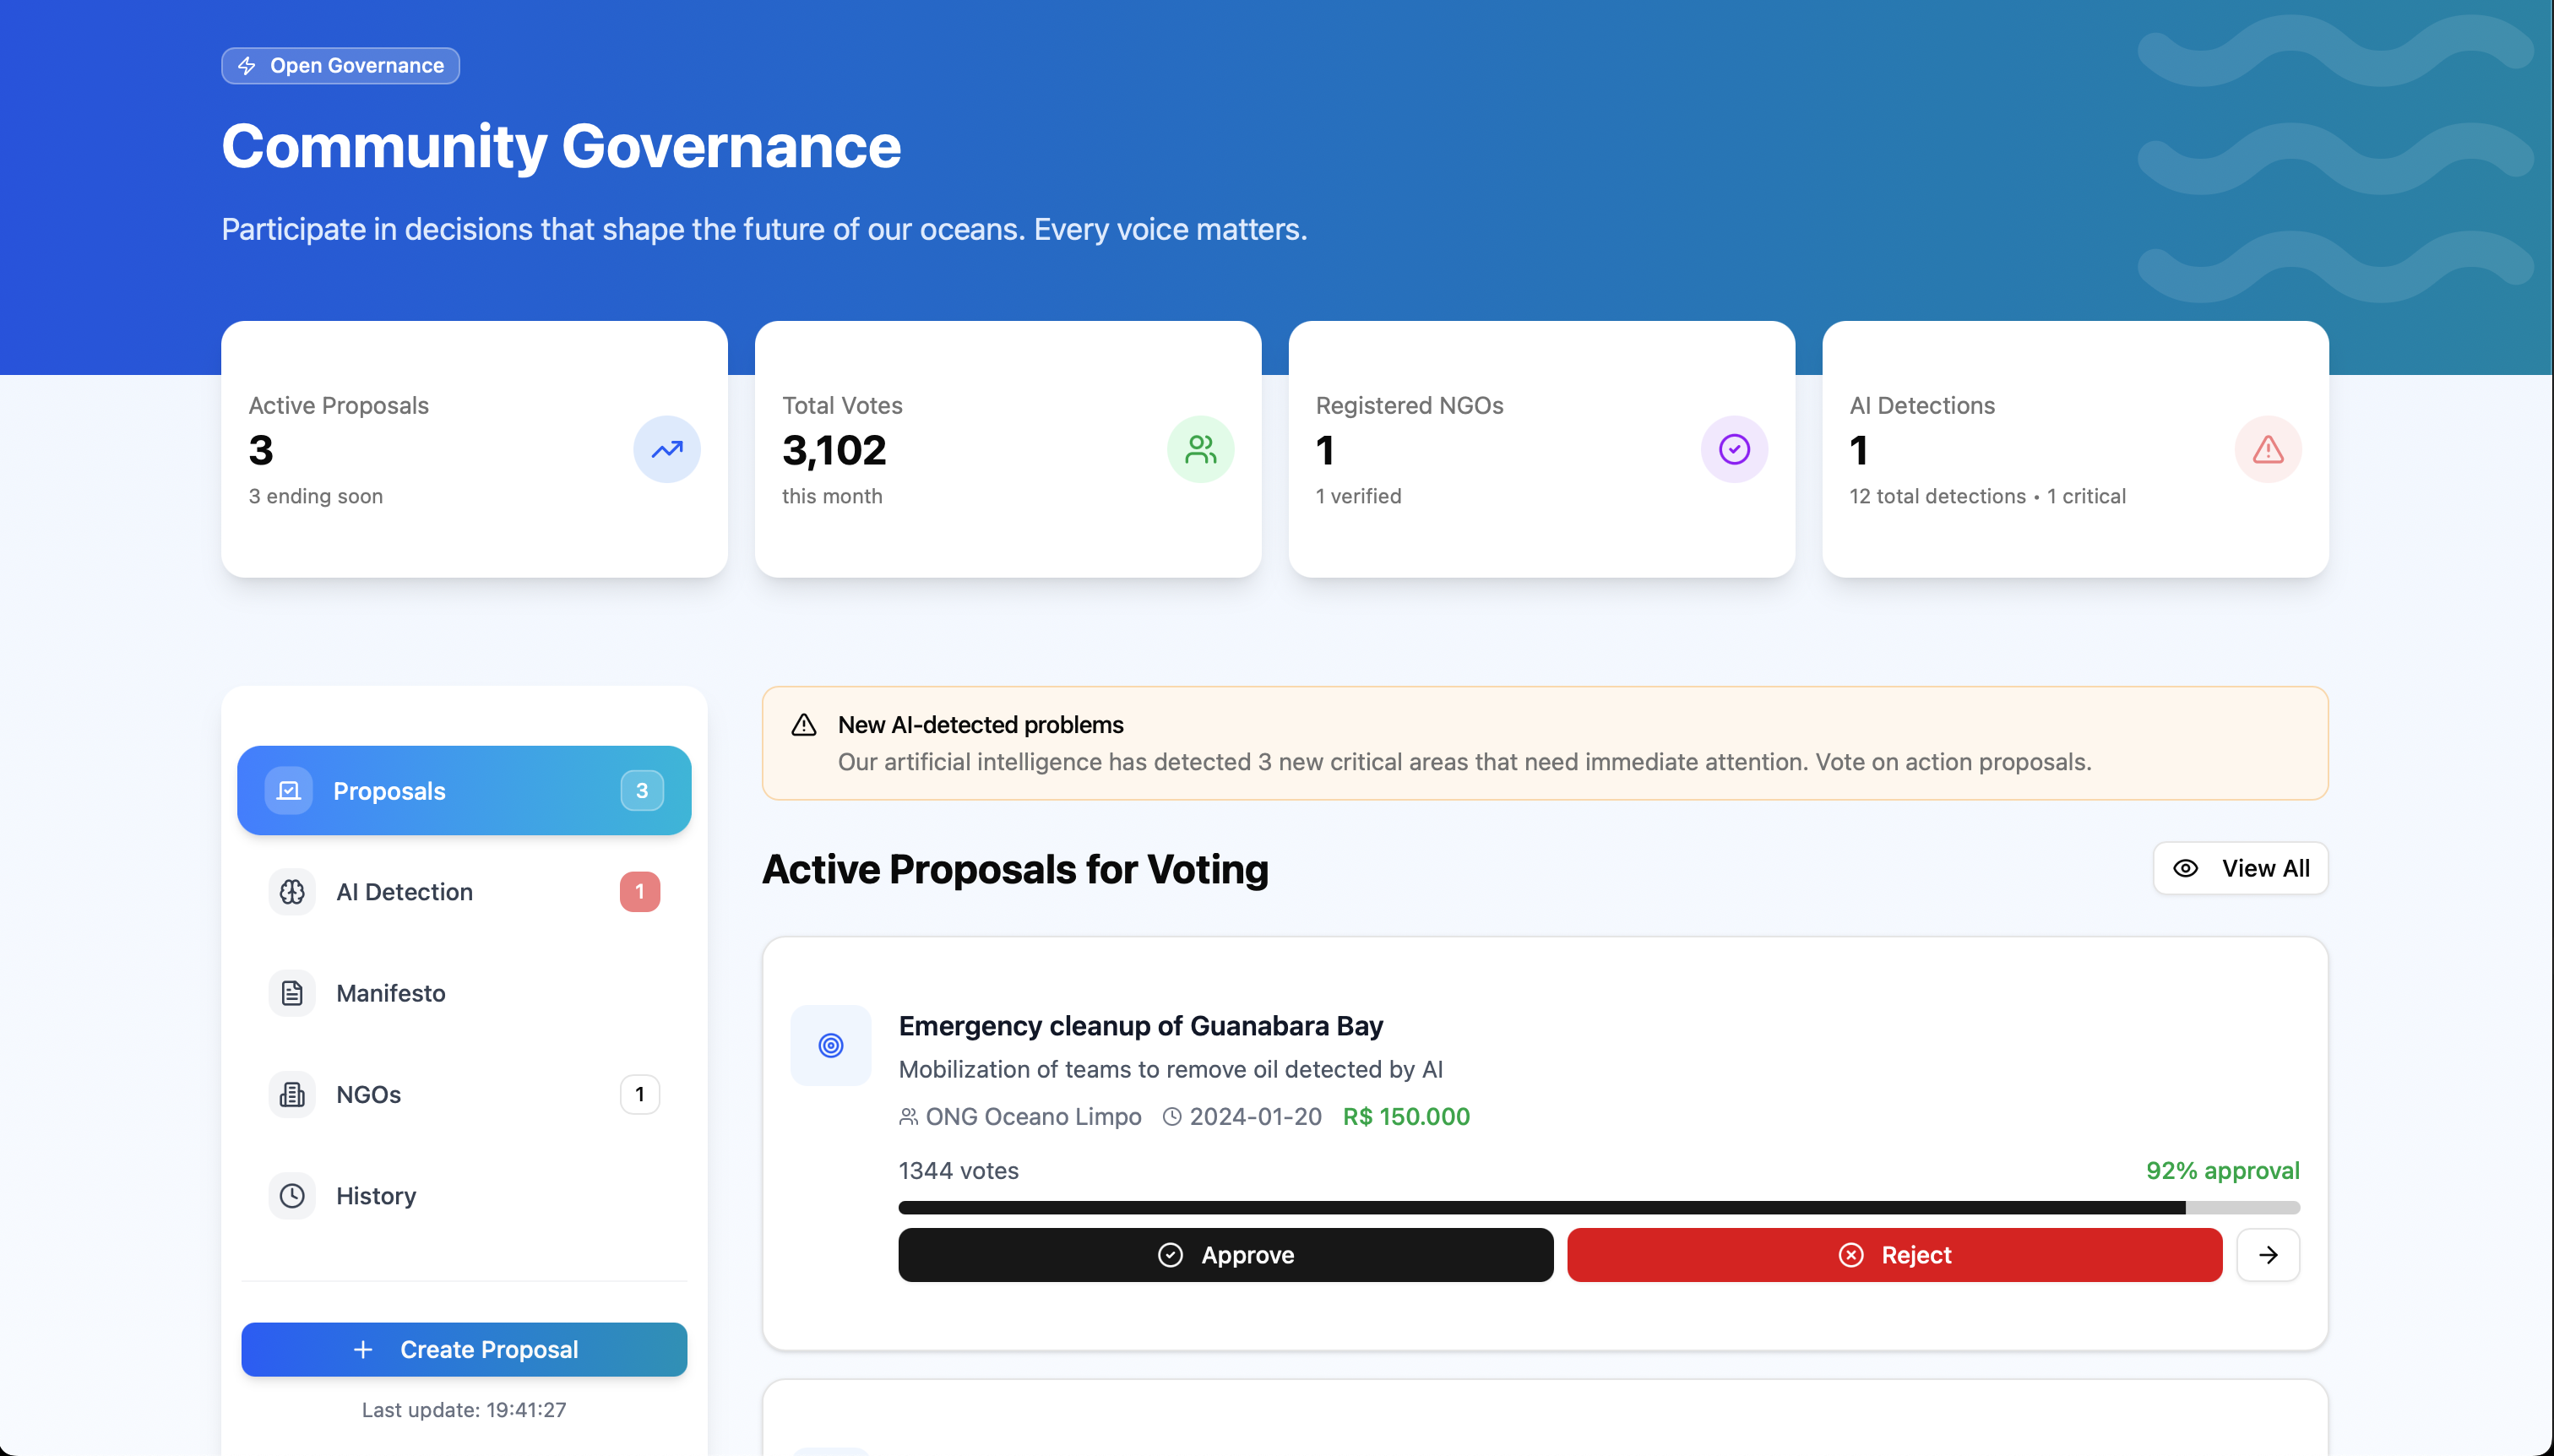 Open Governance
Community Governance
Participate in decisions that shape the future of our oceans. Every voice matters.
Active Proposals
3
3 ending soon
Total Votes
3,102
this month
Registered NGOs
1
1 verified
AI Detections
1
12 total detections • 1 critical
Proposals 3
AI Detection 1
Manifesto
NGOs 1
History
Create Proposal
Last update: 19:41:27
New AI-detected problems
Our artificial intelligence has detected 3 new critical areas that need immediate attention. Vote on action proposals.
Active Proposals for Voting
View All
Emergency cleanup of Guanabara Bay
Mobilization of teams to remove oil detected by AI
ONG Oceano Limpo 2024-01-20 R$ 150.000
1344 votes 92% approval
Approve Reject